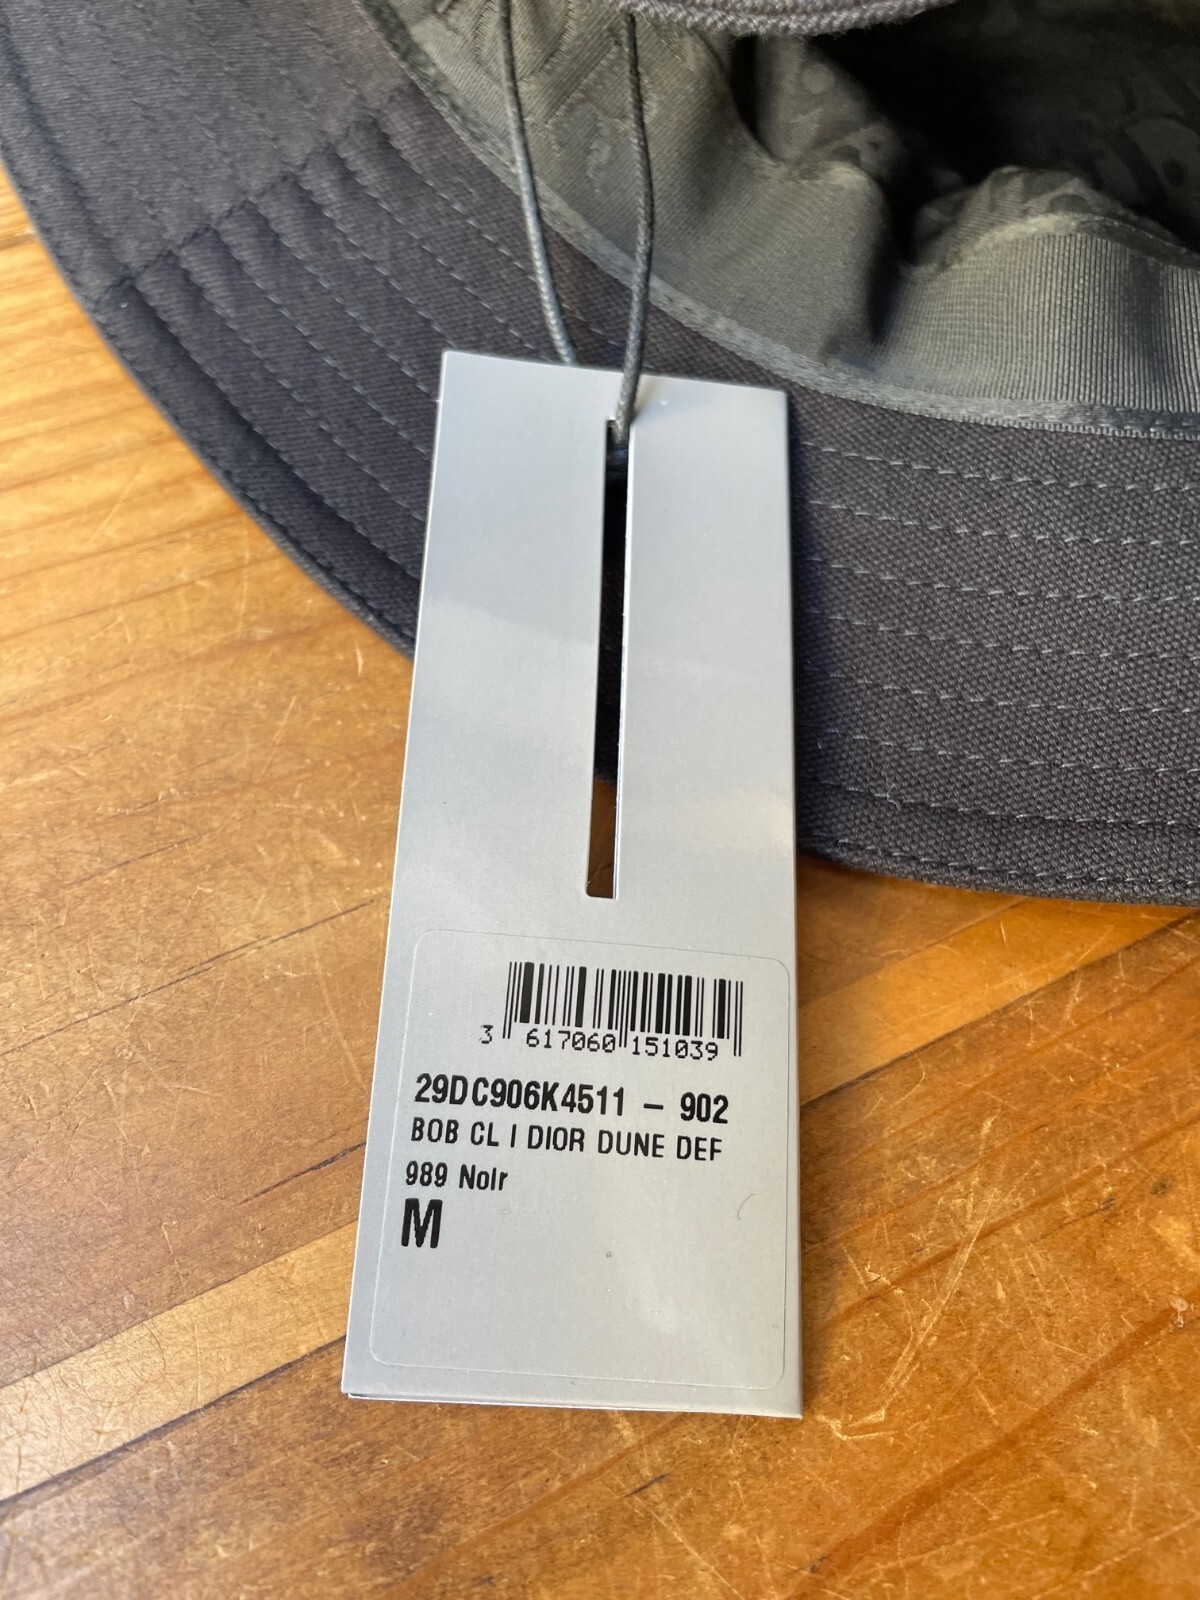 3 617060 151039
29DC906K4511 – 902
BOB CL I DIOR DUNE DEF
989 Noir
M